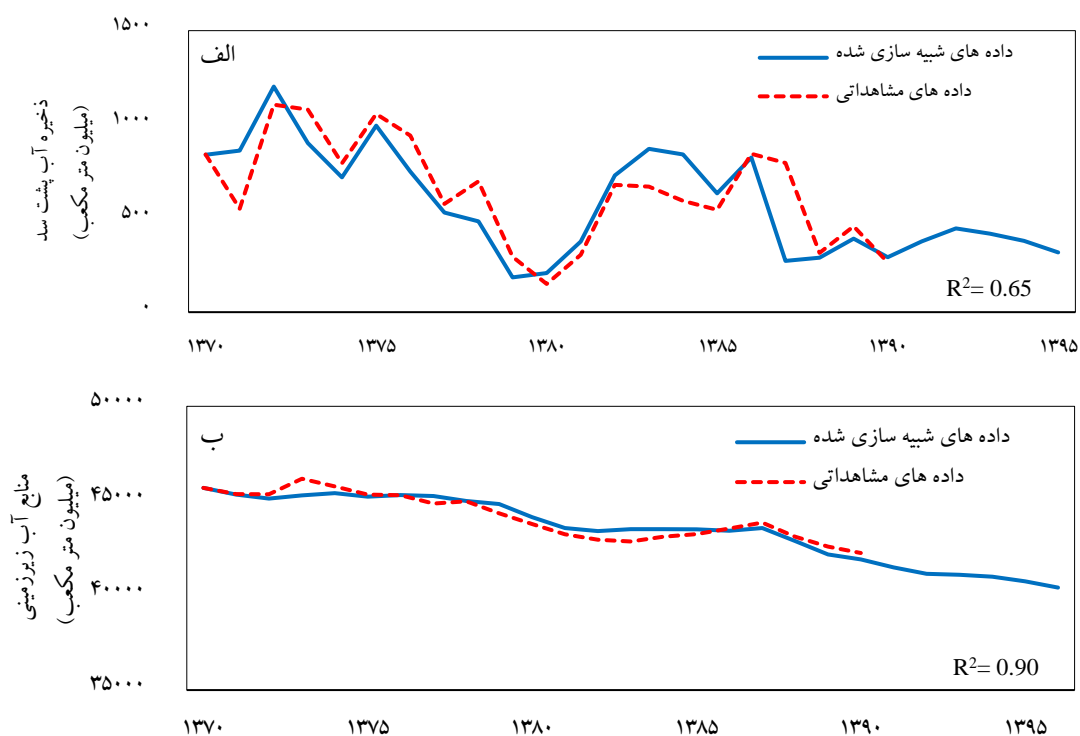 الف
ذخیره آب پشت سد
(میلیون متر مکعب)
۱۵۰۰
۱۰۰۰
۵۰۰
۰
داده های شبیه سازی شده
داده های مشاهداتی
R²= 0.65
۱۳۷۰ ۱۳۷۵ ۱۳۸۰ ۱۳۸۵ ۱۳۹۰ ۱۳۹۵
ب
منابع آب زیرزمینی
(میلیون متر مکعب)
۵۰۰۰۰
۴۵۰۰۰
۴۰۰۰۰
۳۵۰۰۰
داده های شبیه سازی شده
داده های مشاهداتی
R²= 0.90
۱۳۷۰ ۱۳۷۵ ۱۳۸۰ ۱۳۸۵ ۱۳۹۰ ۱۳۹۵